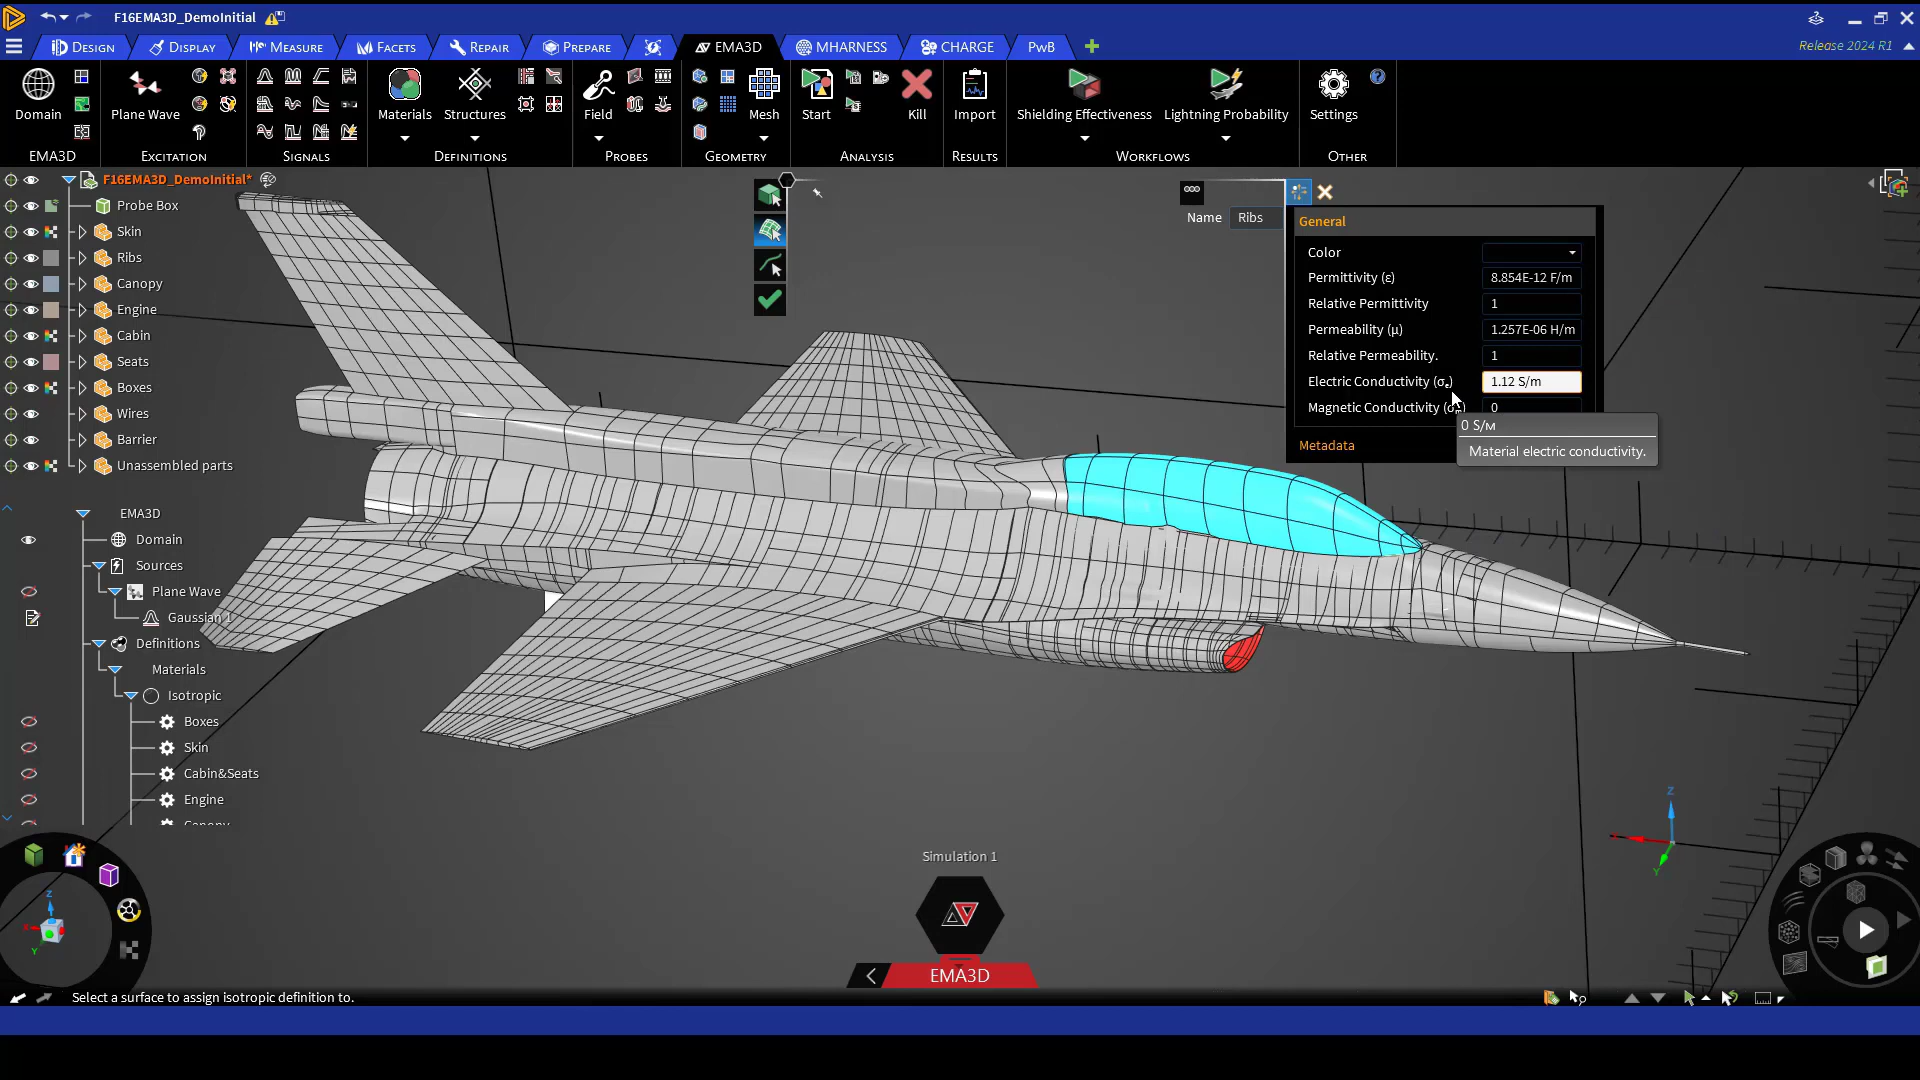 F16EMA3D_DemoInitial
Design
Display
Measure
Facets
Repair
Prepare
EMA3D
MHARNESS
CHARGE
PwB
Release 2024 R1
Domain
Plane Wave
Materials
Structures
Field
Mesh
Start
Kill
Import
Shielding Effectiveness
Lightning Probability
Settings
EMA3D
Excitation
Signals
Definitions
Probes
Geometry
Analysis
Results
Workflows
Other
F16EMA3D_DemoInitial*
Probe Box
Skin
Ribs
Canopy
Engine
Cabin
Seats
Boxes
Wires
Barrier
Unassembled parts
EMA3D
Domain
Sources
Plane Wave
Gaussian 1
Definitions
Materials
Isotropic
Boxes
Skin
Cabin&Seats
Engine
Canopy
Name Ribs
General
Color
Permittivity (ε) 8.854E-12 F/m
Relative Permittivity 1
Permeability (μ) 1.257E-06 H/m
Relative Permeability. 1
Electric Conductivity (σₑ) 1.12 S/m
Magnetic Conductivity (σₘ) 0
0 S/m
Material electric conductivity.
Metadata
Z
Y
Z
X
Y
Simulation 1
EMA3D
Select a surface to assign isotropic definition to.